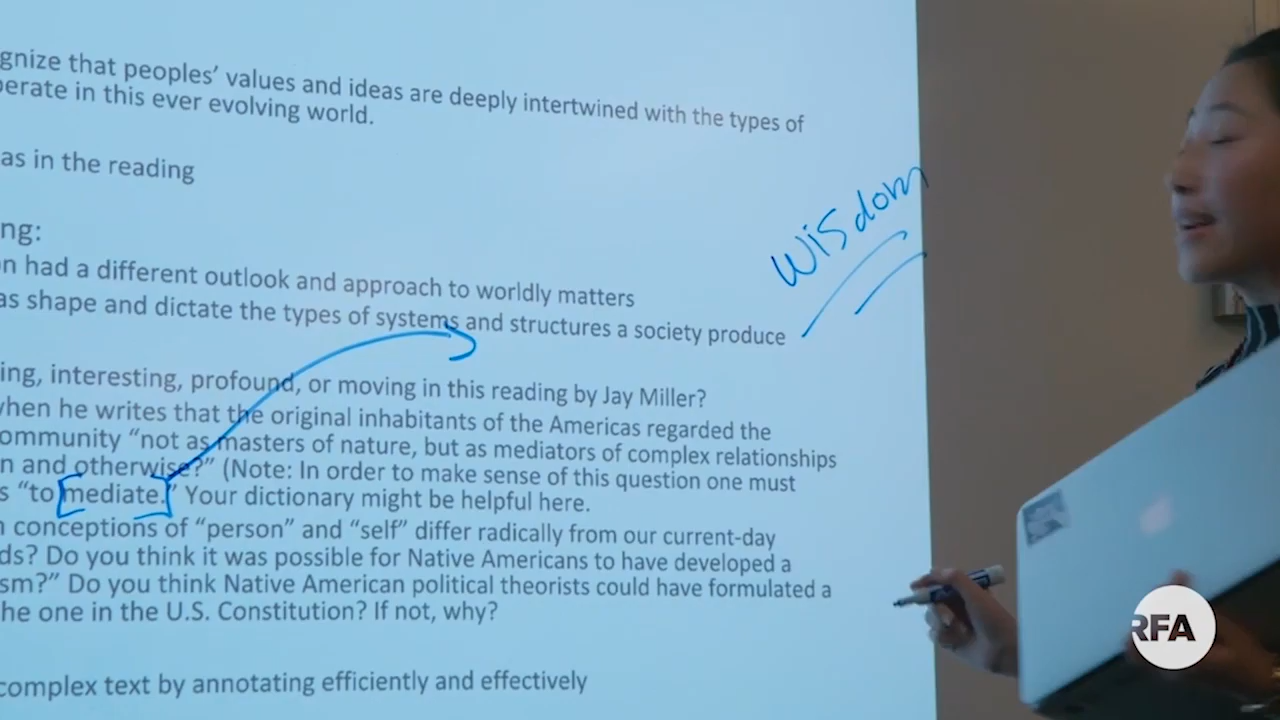 gnize that peoples' values and ideas are deeply intertwined with the types of
perate in this ever evolving world.
as in the reading
ng:
n had a different outlook and approach to worldly matters
as shape and dictate the types of systems and structures a society produce
wisdom
ing, interesting, profound, or moving in this reading by Jay Miller?
when he writes that the original inhabitants of the Americas regarded the
ommunity "not as masters of nature, but as mediators of complex relationships
n and otherwise?" (Note: In order to make sense of this question one must
s "to mediate." Your dictionary might be helpful here.
n conceptions of "person" and "self" differ radically from our current-day
ds? Do you think it was possible for Native Americans to have developed a
sm?" Do you think Native American political theorists could have formulated a
he one in the U.S. Constitution? If not, why?
complex text by annotating efficiently and effectively
RFA